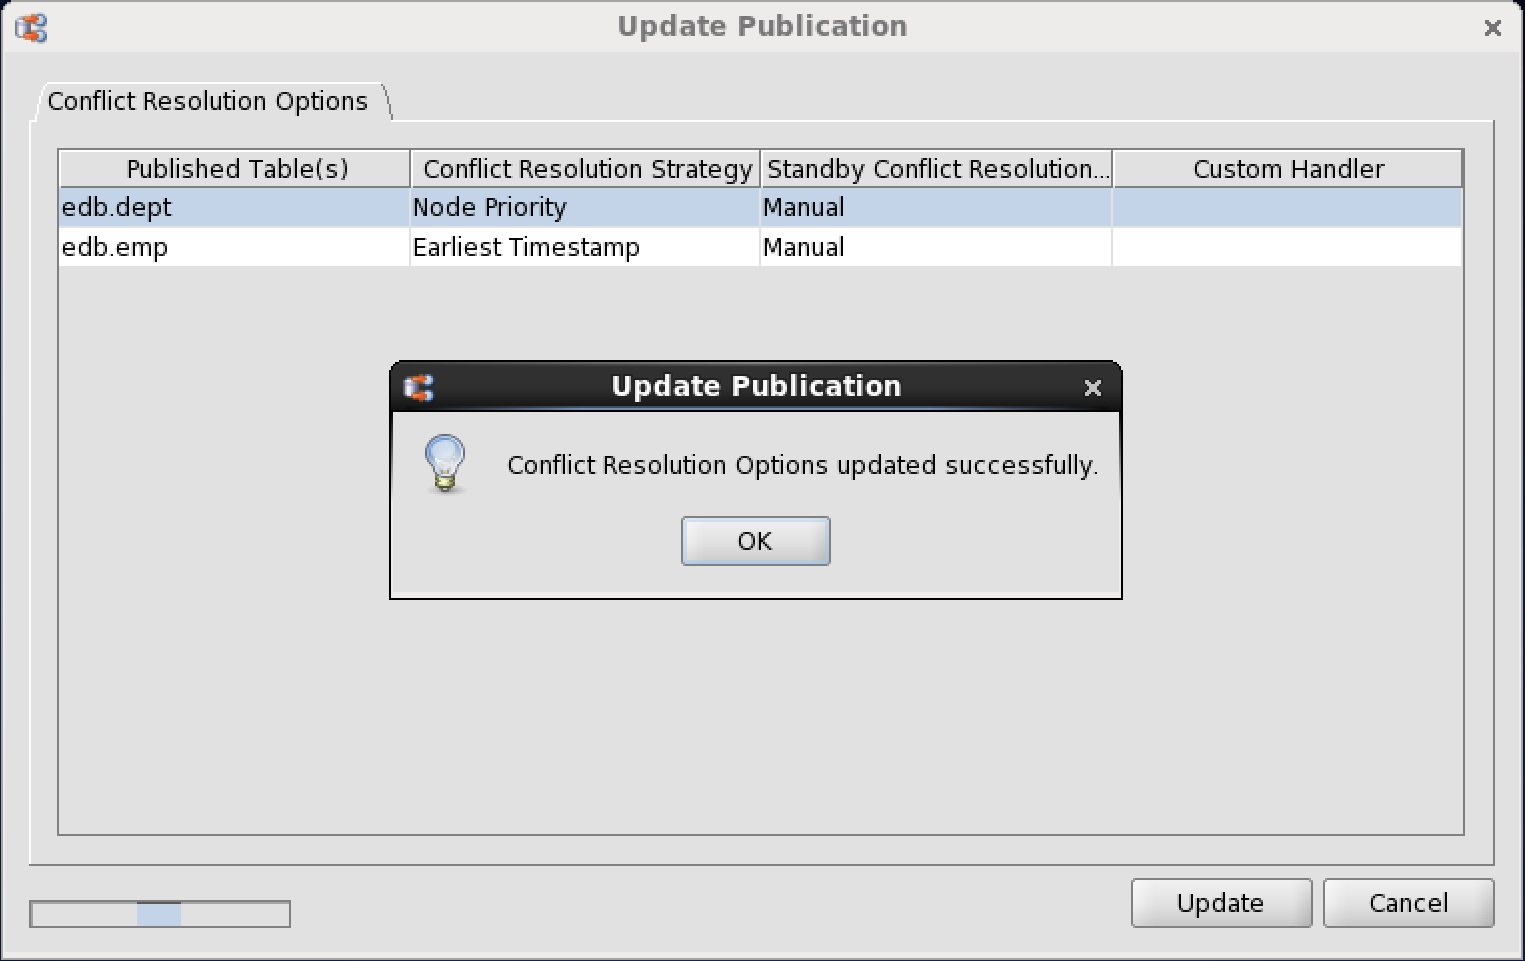 Update Publication
Conflict Resolution Options
Published Table(s) Conflict Resolution Strategy Standby Conflict Resolution... Custom Handler
edb.dept Node Priority Manual
edb.emp Earliest Timestamp Manual
Update Publication
Conflict Resolution Options updated successfully.
OK
Update Cancel